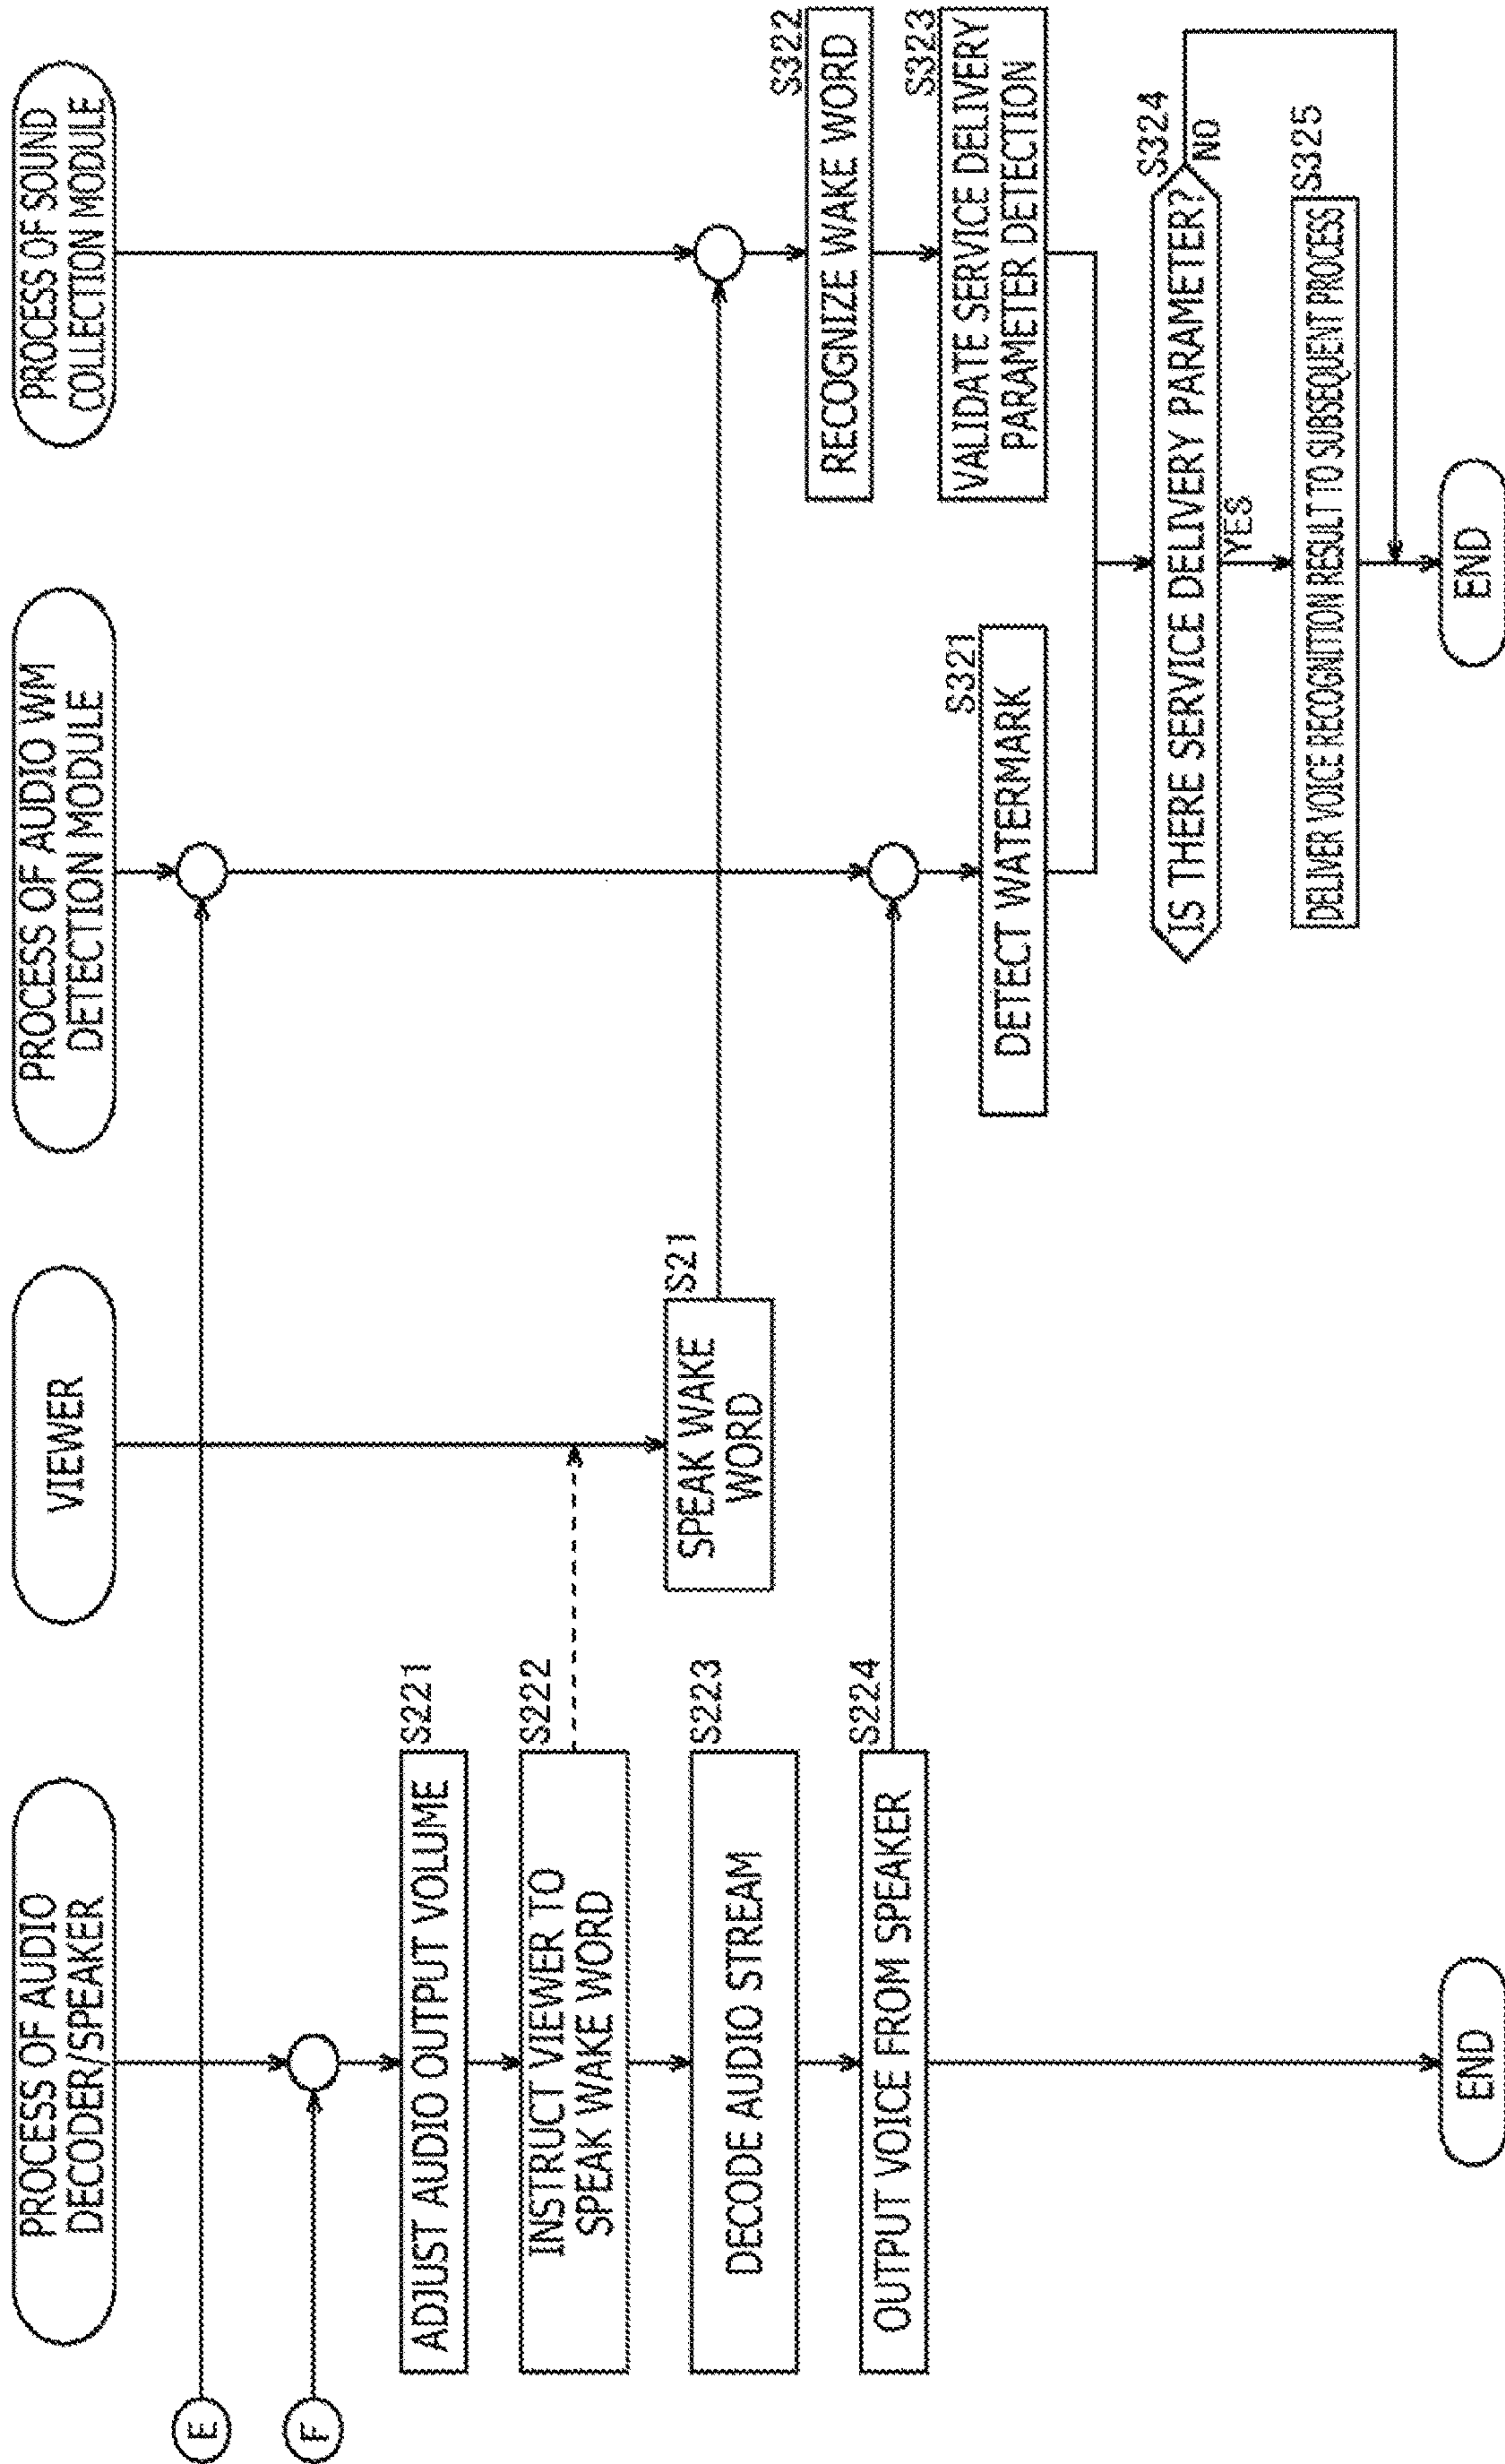 PROCESS OF AUDIO
DECODER/SPEAKER
VIEWER
PROCESS OF AUDIO WM
DETECTION MODULE
PROCESS OF SOUND
COLLECTION MODULE
E
F
S221
ADJUST AUDIO OUTPUT VOLUME
S222
INSTRUCT VIEWER TO
SPEAK WAKE WORD
S21
SPEAK WAKE
WORD
S223
DECODE AUDIO STREAM
S322
RECOGNIZE WAKE WORD
S224
OUTPUT VOICE FROM SPEAKER
S323
VALIDATE SERVICE DELIVERY
PARAMETER DETECTION
S321
DETECT WATERMARK
S324
IS THERE SERVICE DELIVERY PARAMETER?
NO
YES
S325
DELIVER VOICE RECOGNITION RESULT TO SUBSEQUENT PROCESS
END
END